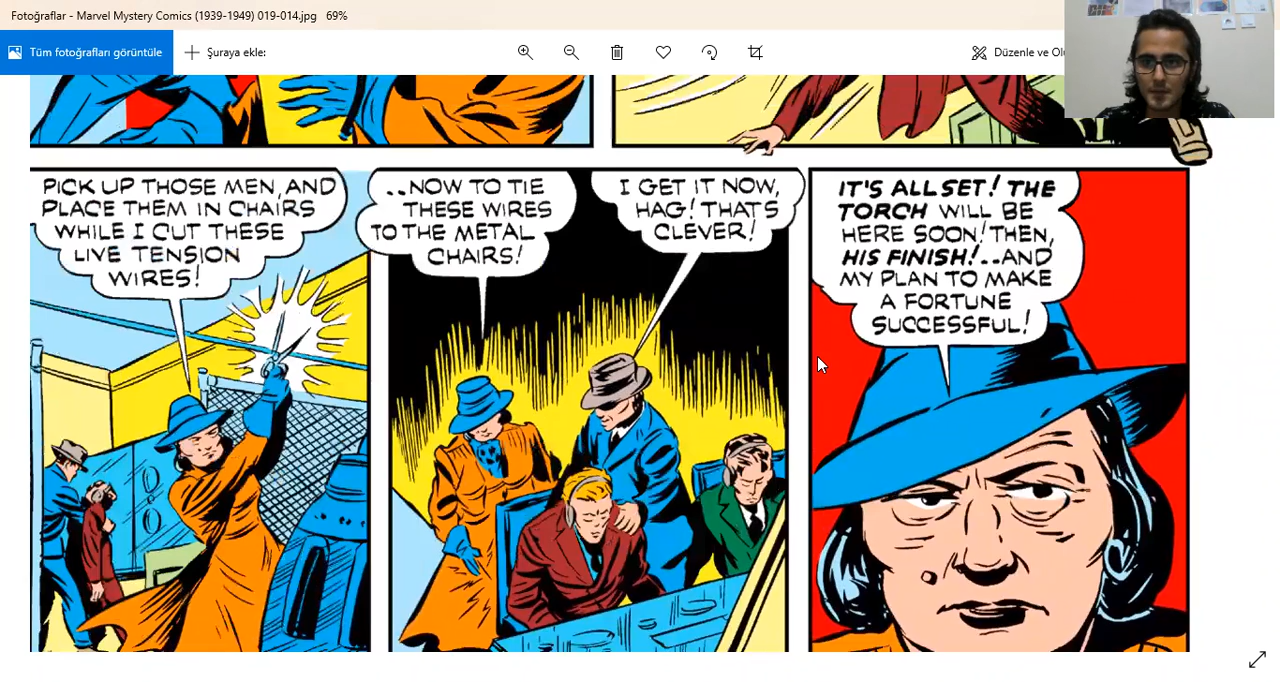 Fotoğraflar - Marvel Mystery Comics (1939-1949) 019-014.jpg   69%
Tüm fotoğrafları görüntüle
Şuraya ekle:
Düzenle ve Olu
PICK UP THOSE MEN, AND
PLACE THEM IN CHAIRS
WHILE I CUT THESE
LIVE TENSION
WIRES!
..NOW TO TIE
THESE WIRES
TO THE METAL
CHAIRS!
I GET IT NOW,
HAG! THATS
CLEVER!
IT'S ALL SET! THE
TORCH WILL BE
HERE SOON! THEN,
HIS FINISH!..AND
MY PLAN TO MAKE
A FORTUNE
SUCCESSFUL!